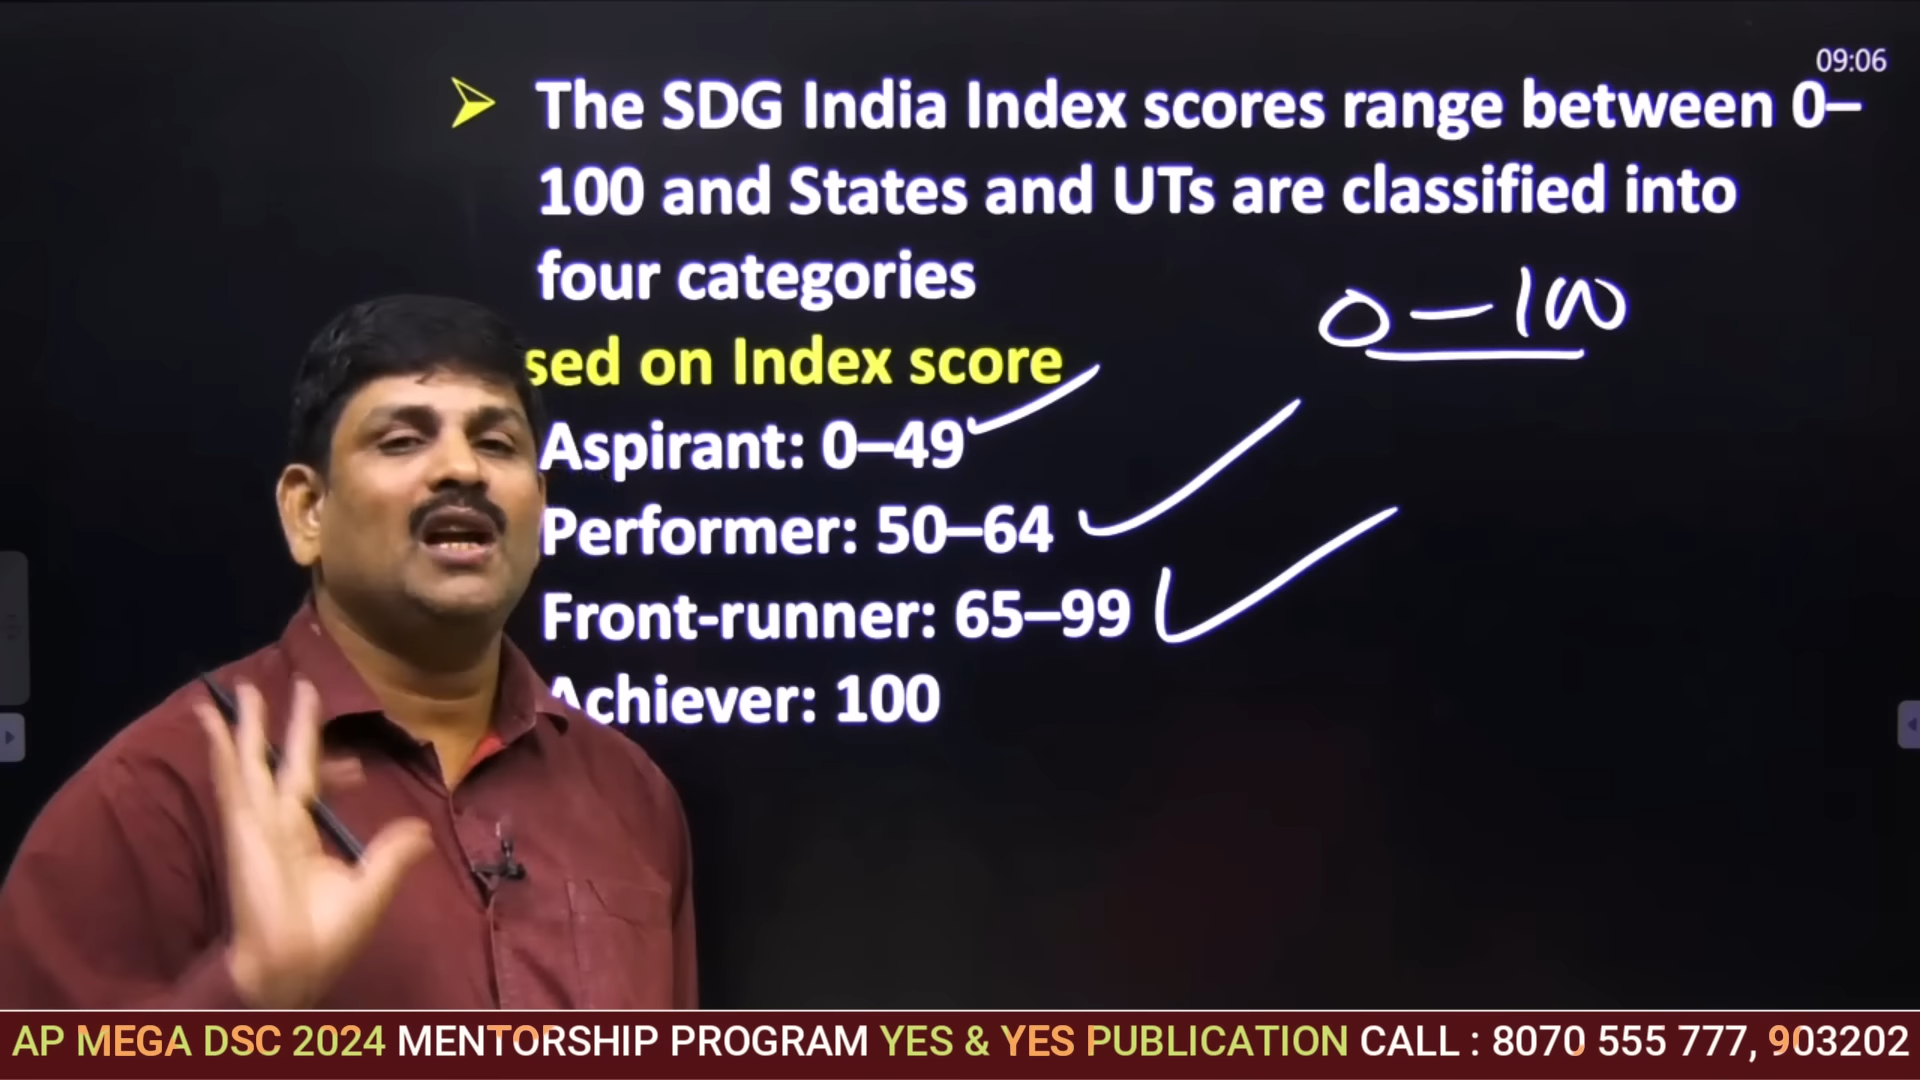 09:06
The SDG India Index scores range between 0–
100 and States and UTs are classified into
four categories
0 – 100
sed on Index score
Aspirant: 0–49
Performer: 50–64
Front-runner: 65–99
Achiever: 100
AP MEGA DSC 2024 MENTORSHIP PROGRAM YES & YES PUBLICATION CALL : 8070 555 777, 903202